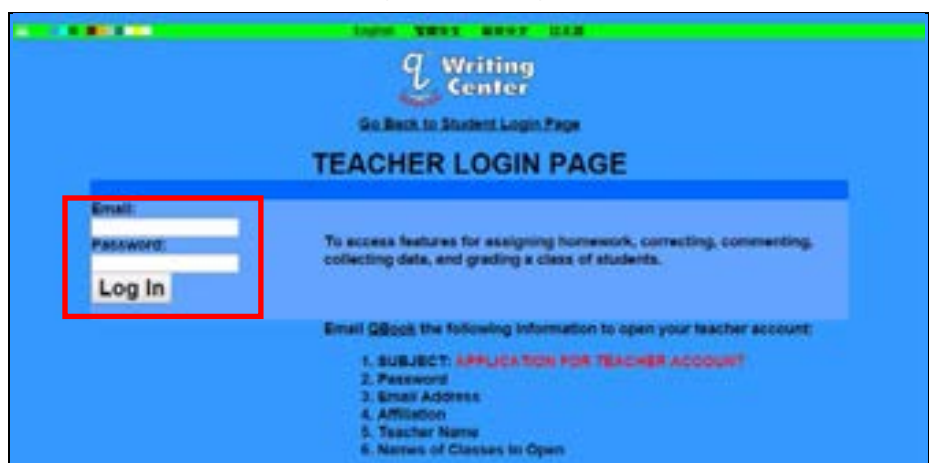 English
Writing
Center
Go Back to Student Login Page
TEACHER LOGIN PAGE
Email:
Password:
Log In
To access features for assigning homework, correcting, commenting,
collecting data, and grading a class of students.
Email QBook the following information to open your teacher account:
1. SUBJECT: APPLICATION FOR TEACHER ACCOUNT
2. Password
3. Email Address
4. Affiliation
5. Teacher Name
6. Names of Classes to Open